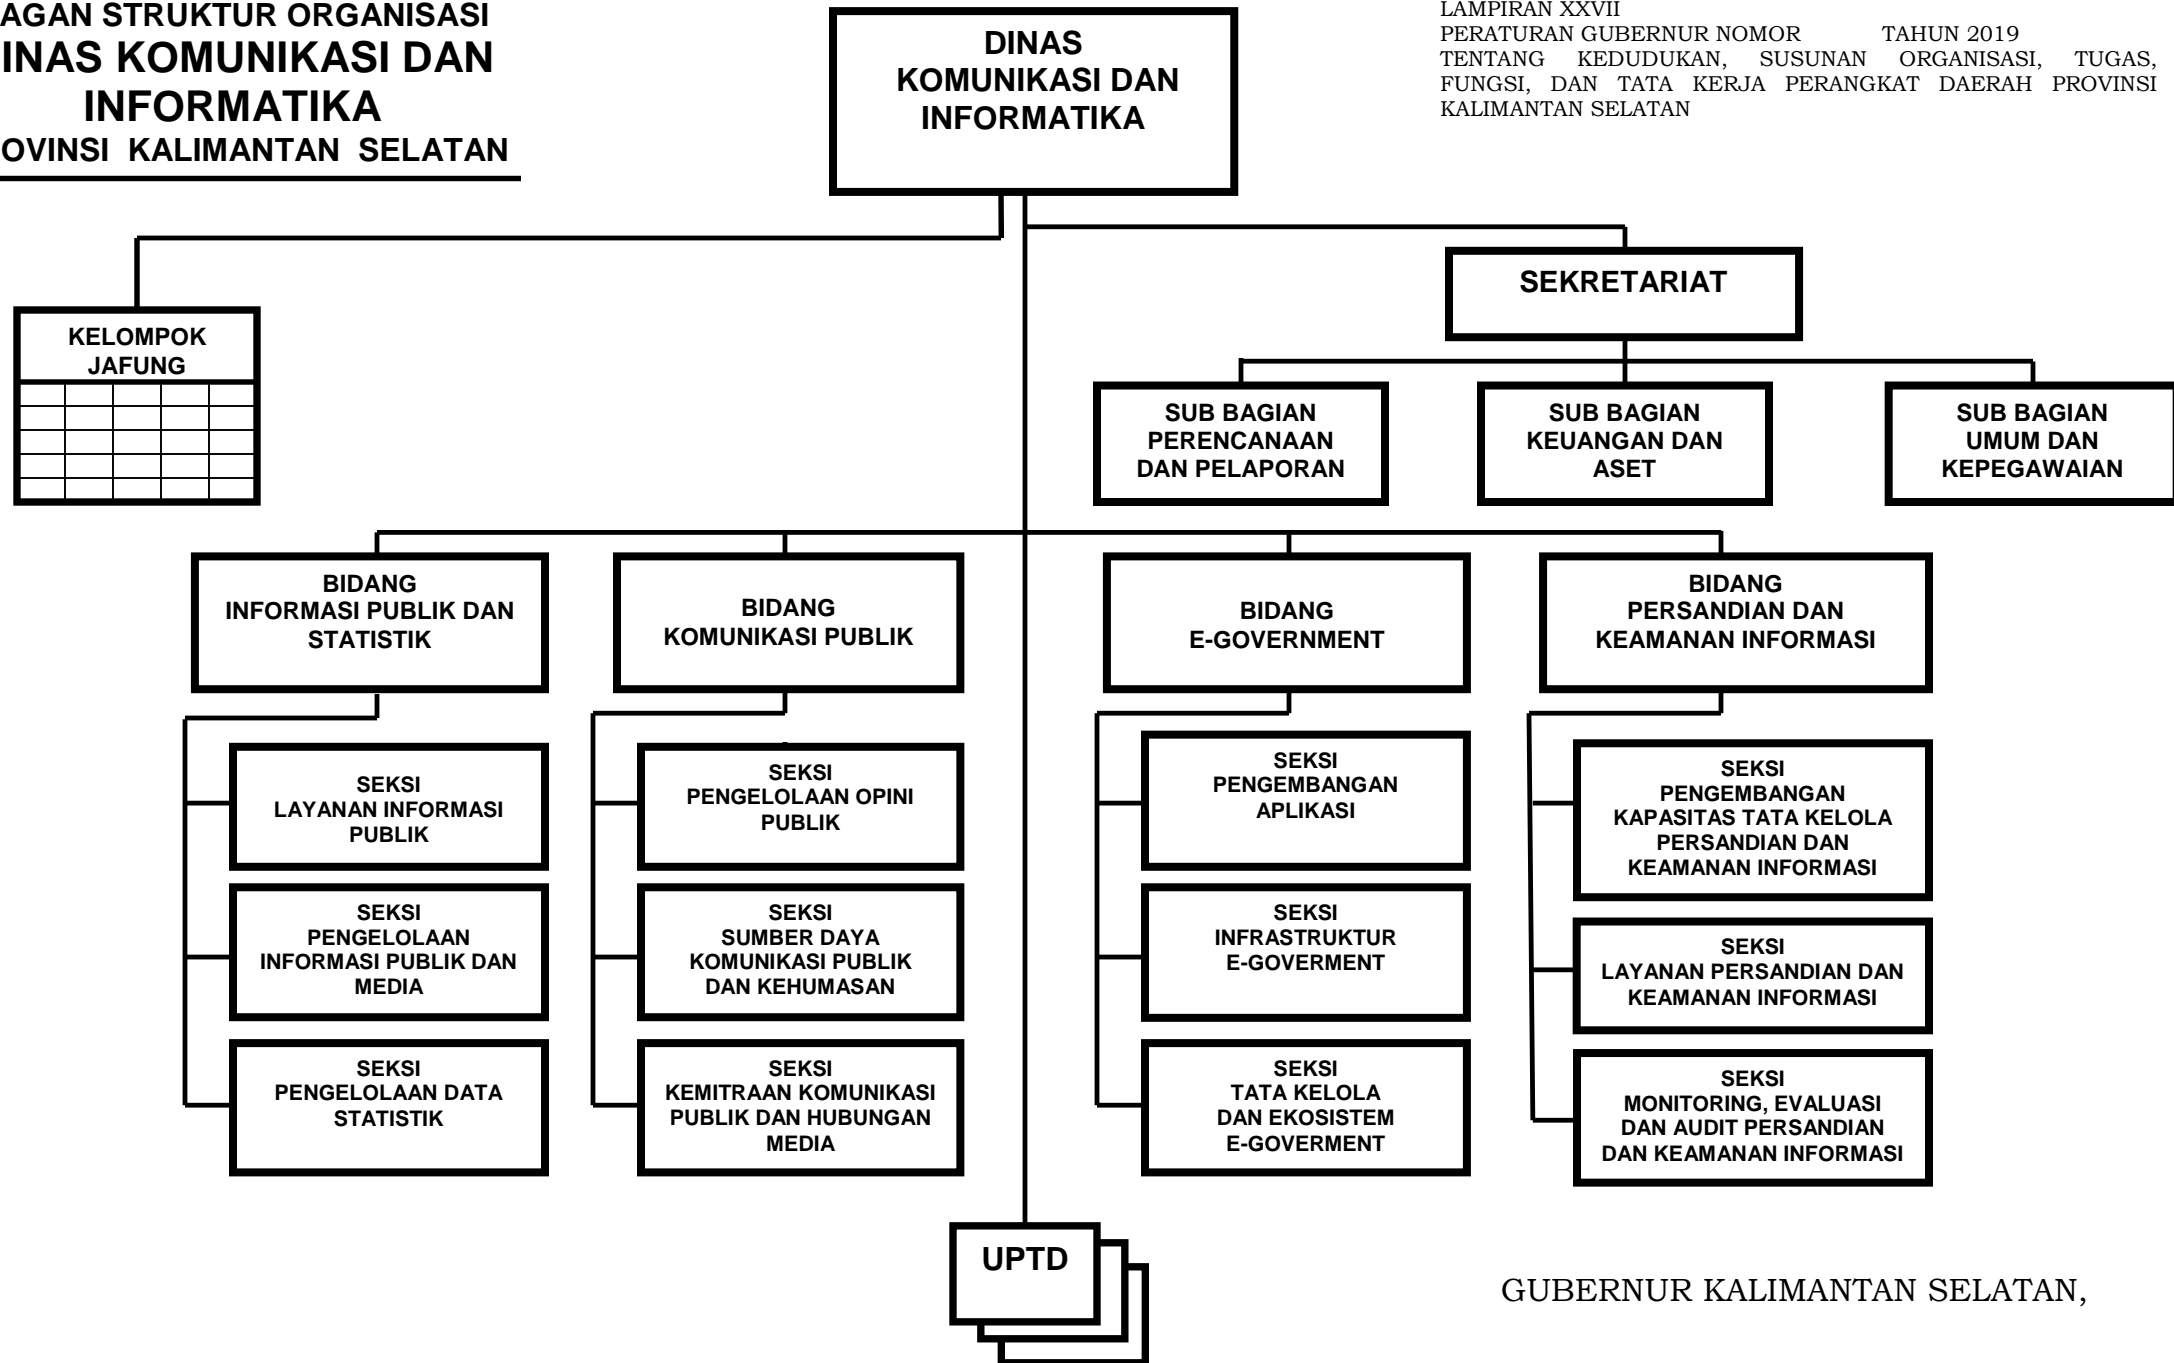 AGAN STRUKTUR ORGANISASI
INAS KOMUNIKASI DAN
INFORMATIKA
OVINSI KALIMANTAN SELATAN
DINAS
KOMUNIKASI DAN
INFORMATIKA
LAMPIRAN XXVII
PERATURAN GUBERNUR NOMOR TAHUN 2019
TENTANG KEDUDUKAN, SUSUNAN ORGANISASI, TUGAS,
FUNGSI, DAN TATA KERJA PERANGKAT DAERAH PROVINSI
KALIMANTAN SELATAN
SEKRETARIAT
KELOMPOK
JAFUNG
SUB BAGIAN
PERENCANAAN
DAN PELAPORAN
SUB BAGIAN
KEUANGAN DAN
ASET
SUB BAGIAN
UMUM DAN
KEPEGAWAIAN
BIDANG
INFORMASI PUBLIK DAN
STATISTIK
BIDANG
KOMUNIKASI PUBLIK
BIDANG
E-GOVERNMENT
BIDANG
PERSANDIAN DAN
KEAMANAN INFORMASI
SEKSI
LAYANAN INFORMASI
PUBLIK
SEKSI
PENGELOLAAN OPINI
PUBLIK
SEKSI
PENGEMBANGAN
APLIKASI
SEKSI
PENGEMBANGAN
KAPASITAS TATA KELOLA
PERSANDIAN DAN
KEAMANAN INFORMASI
SEKSI
PENGELOLAAN
INFORMASI PUBLIK DAN
MEDIA
SEKSI
SUMBER DAYA
KOMUNIKASI PUBLIK
DAN KEHUMASAN
SEKSI
INFRASTRUKTUR
E-GOVERMENT
SEKSI
LAYANAN PERSANDIAN DAN
KEAMANAN INFORMASI
SEKSI
PENGELOLAAN DATA
STATISTIK
SEKSI
KEMITRAAN KOMUNIKASI
PUBLIK DAN HUBUNGAN
MEDIA
SEKSI
TATA KELOLA
DAN EKOSISTEM
E-GOVERMENT
SEKSI
MONITORING, EVALUASI
DAN AUDIT PERSANDIAN
DAN KEAMANAN INFORMASI
UPTD
GUBERNUR KALIMANTAN SELATAN,